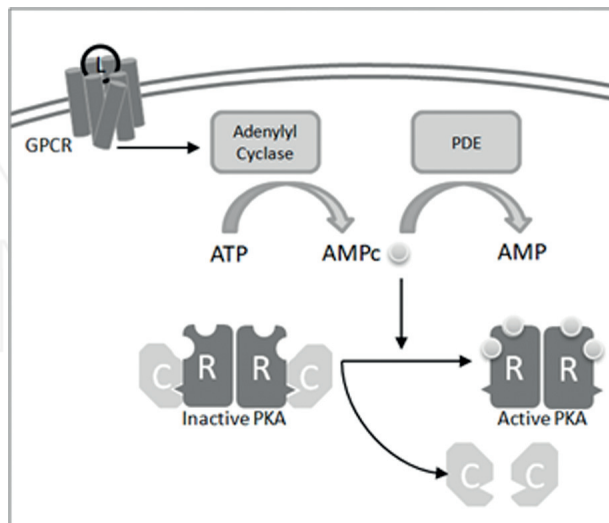 L
GPCR
Adenylyl
Cyclase
PDE
ATP
AMPc
AMP
C R R C
Inactive PKA
R R
Active PKA
C C